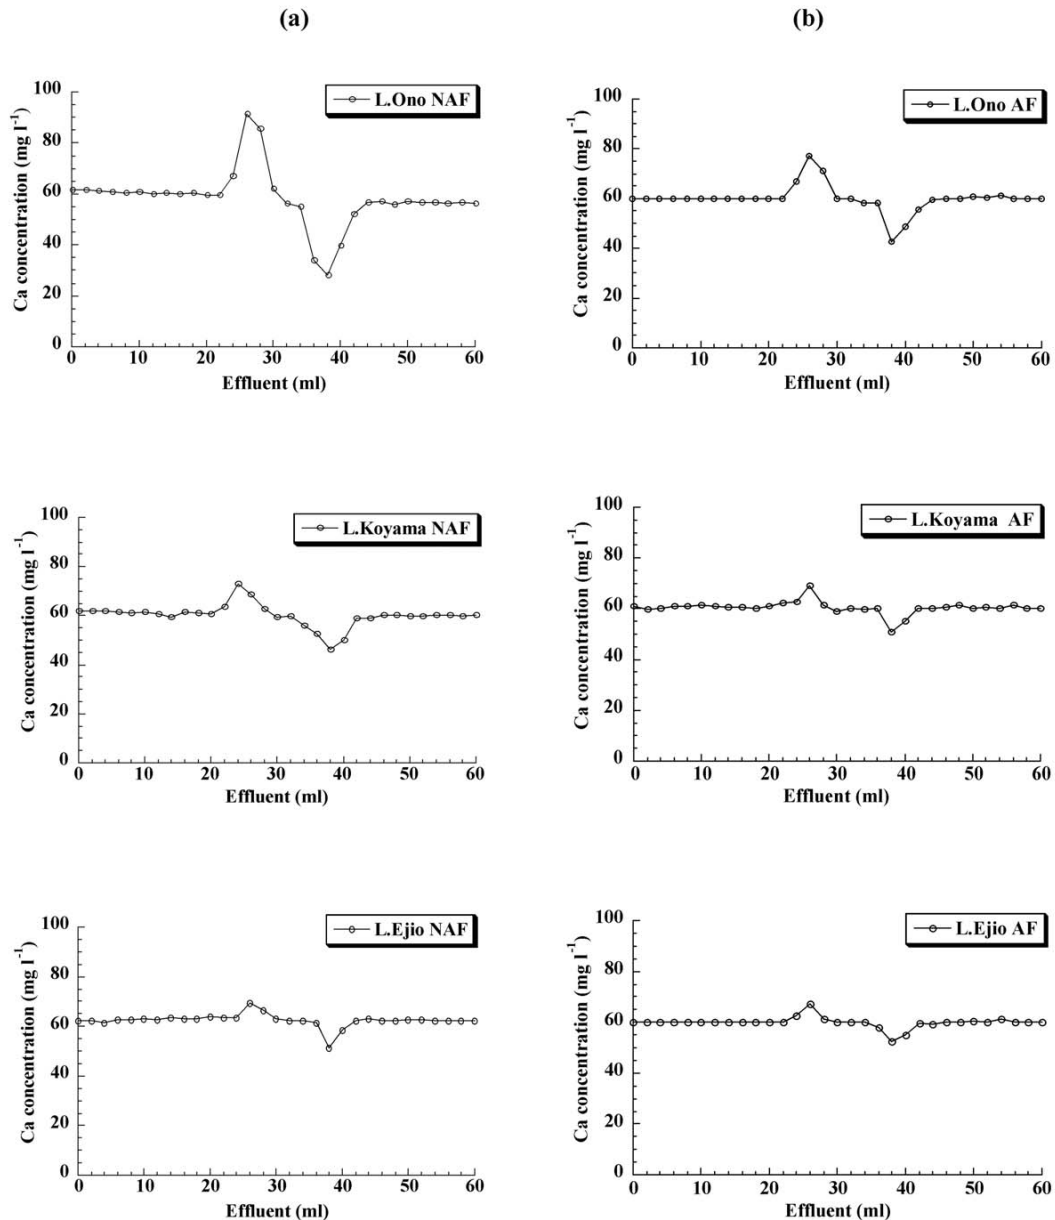 (a)
(b)
L.Ono NAF
Ca concentration (mg l⁻¹)
100
80
60
40
20
0
0 10 20 30 40 50 60
Effluent (ml)
L.Ono AF
Ca concentration (mg l⁻¹)
100
80
60
40
20
0
0 10 20 30 40 50 60
Effluent (ml)
L.Koyama NAF
Ca concentration (mg l⁻¹)
100
80
60
40
20
0
0 10 20 30 40 50 60
Effluent (ml)
L.Koyama AF
Ca concentration (mg l⁻¹)
100
80
60
40
20
0
0 10 20 30 40 50 60
Effluent (ml)
L.Ejio NAF
Ca concentration (mg l⁻¹)
100
80
60
40
20
0
0 10 20 30 40 50 60
Effluent (ml)
L.Ejio AF
Ca concentration (mg l⁻¹)
100
80
60
40
20
0
0 10 20 30 40 50 60
Effluent (ml)